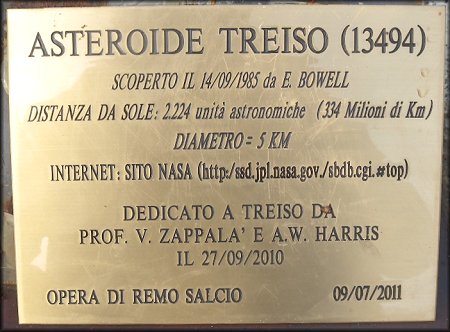 ASTEROIDE TREISO (13494)
SCOPERTO IL 14/09/1985 da E. BOWELL
DISTANZA DA SOLE: 2.224 unità astronomiche (334 Milioni di Km)
DIAMETRO = 5 KM
INTERNET: SITO NASA (http:/ssd.jpl.nasa.gov./sbdb.cgi.#top)
DEDICATO A TREISO DA
PROF. V. ZAPPALA' E A.W. HARRIS
IL 27/09/2010
OPERA DI REMO SALCIO 09/07/2011